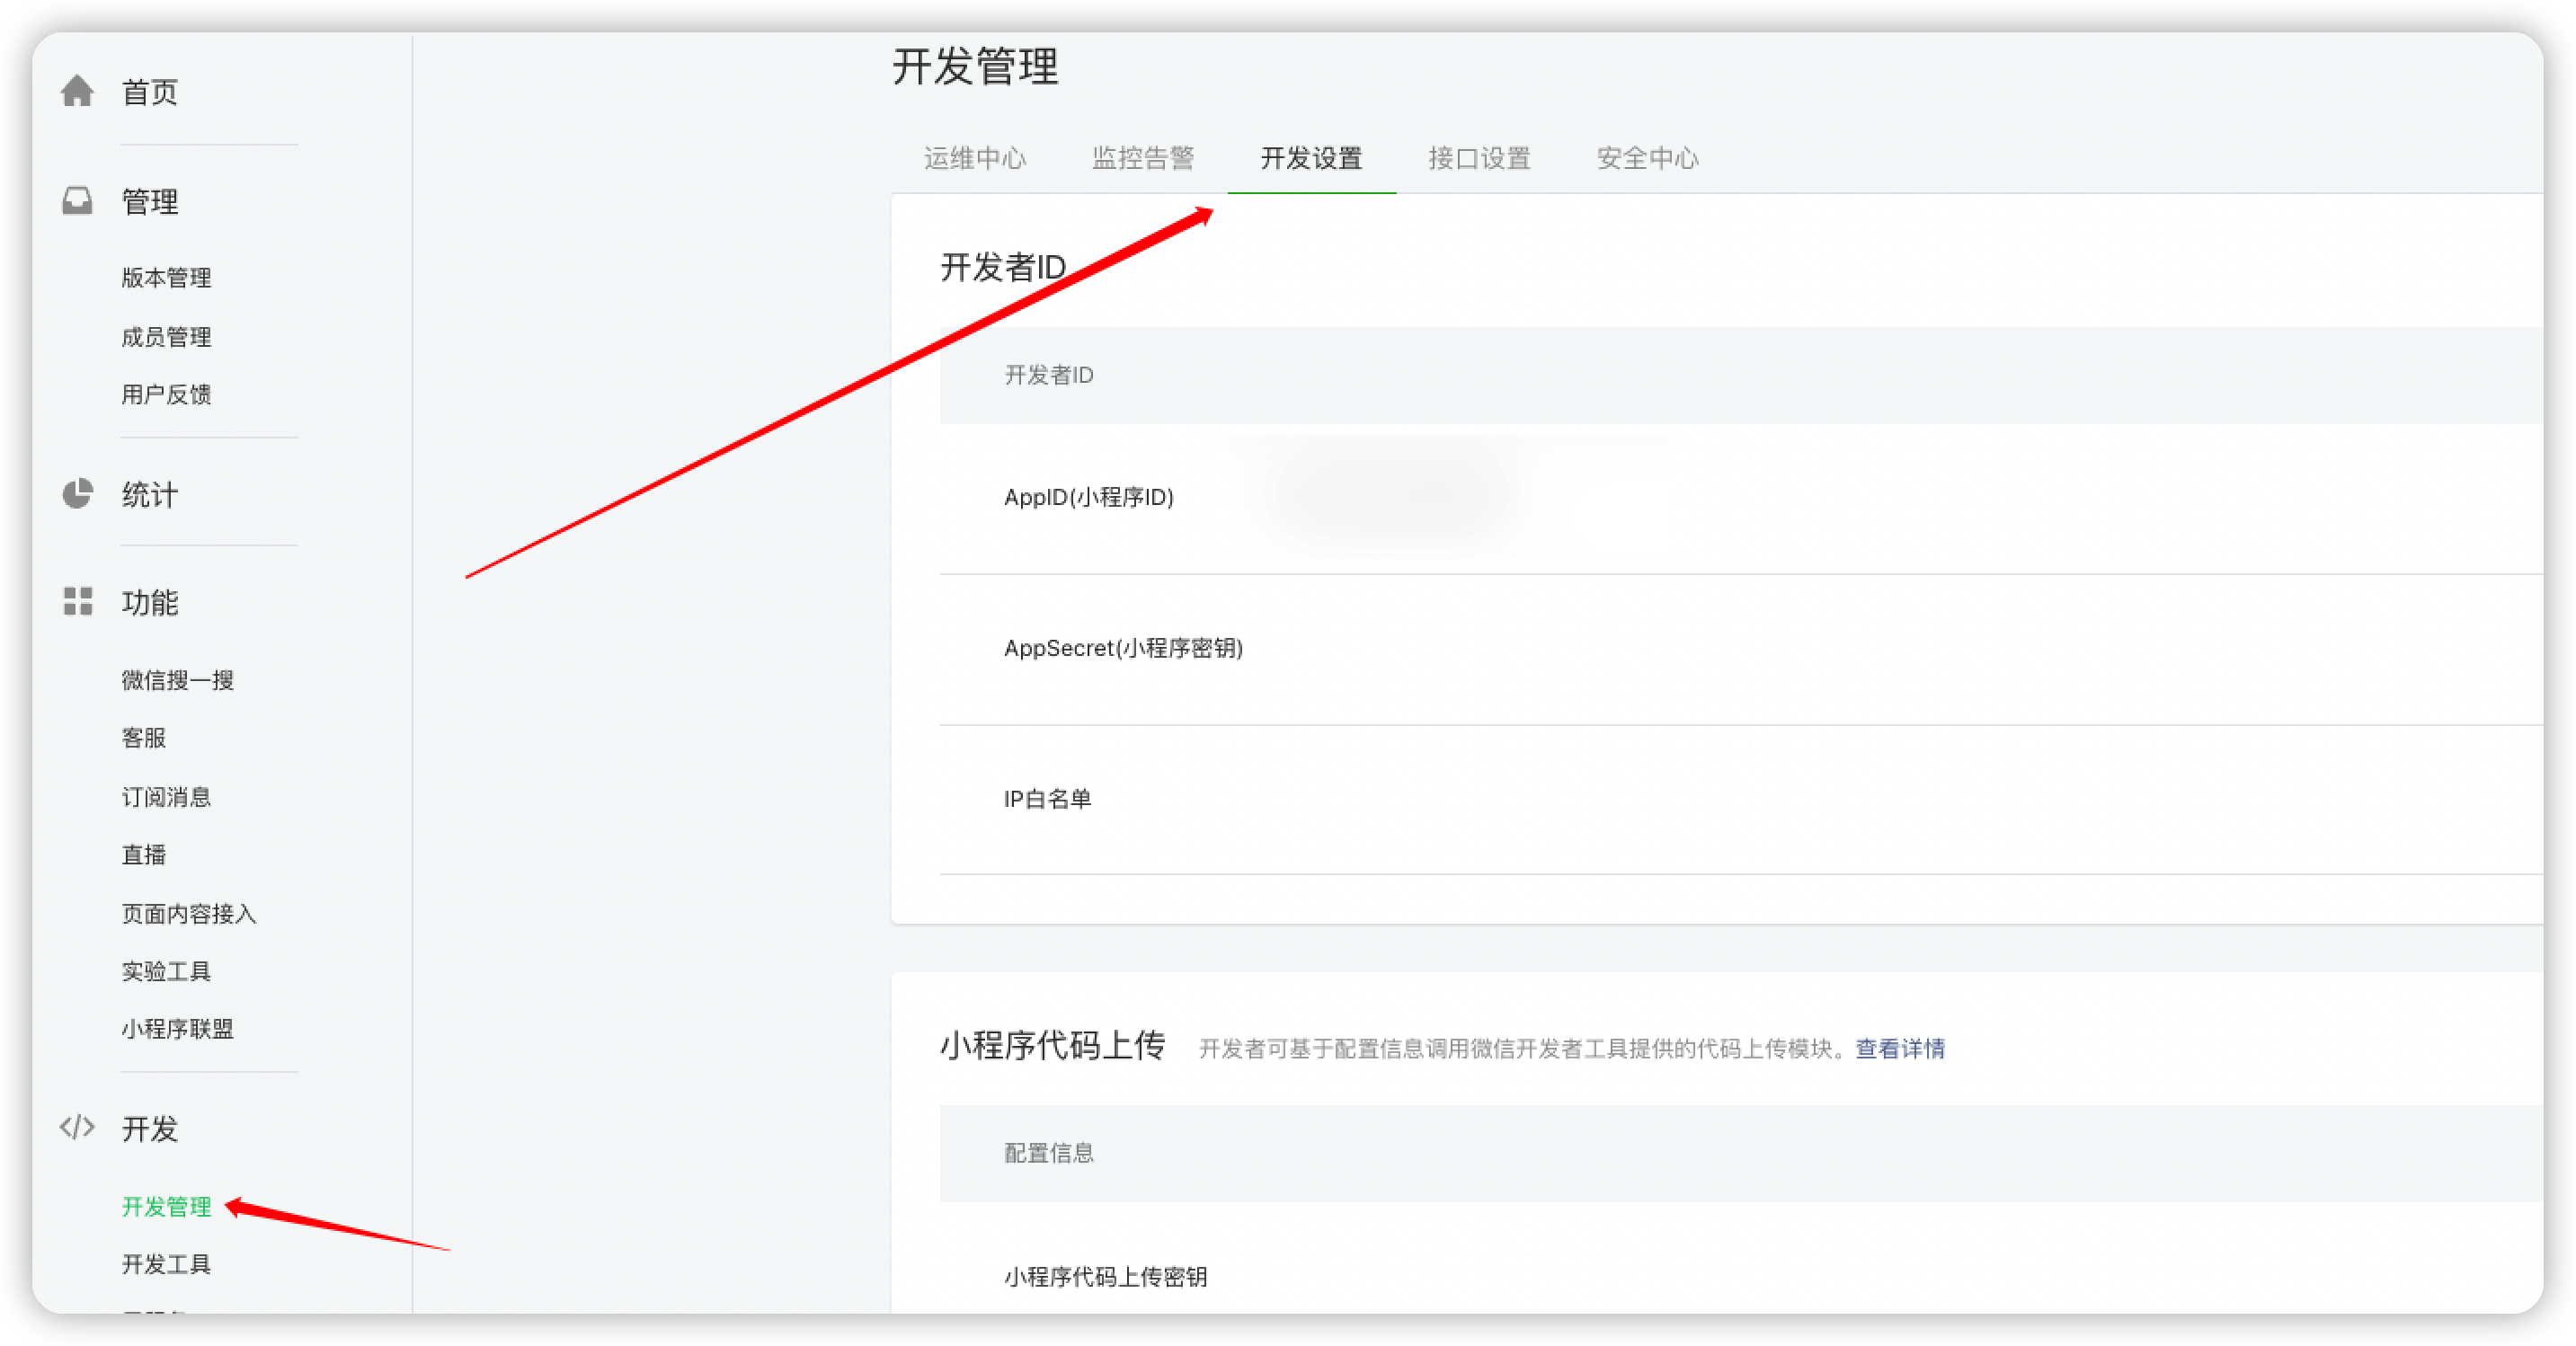 首页
管理
版本管理
成员管理
用户反馈
统计
功能
微信搜一搜
客服
订阅消息
直播
页面内容接入
实验工具
小程序联盟
开发
开发管理
开发工具
开发管理
运维中心 监控告警 开发设置 接口设置 安全中心
开发者ID
开发者ID
AppID(小程序ID)
AppSecret(小程序密钥)
IP白名单
小程序代码上传 开发者可基于配置信息调用微信开发者工具提供的代码上传模块。查看详情
配置信息
小程序代码上传密钥